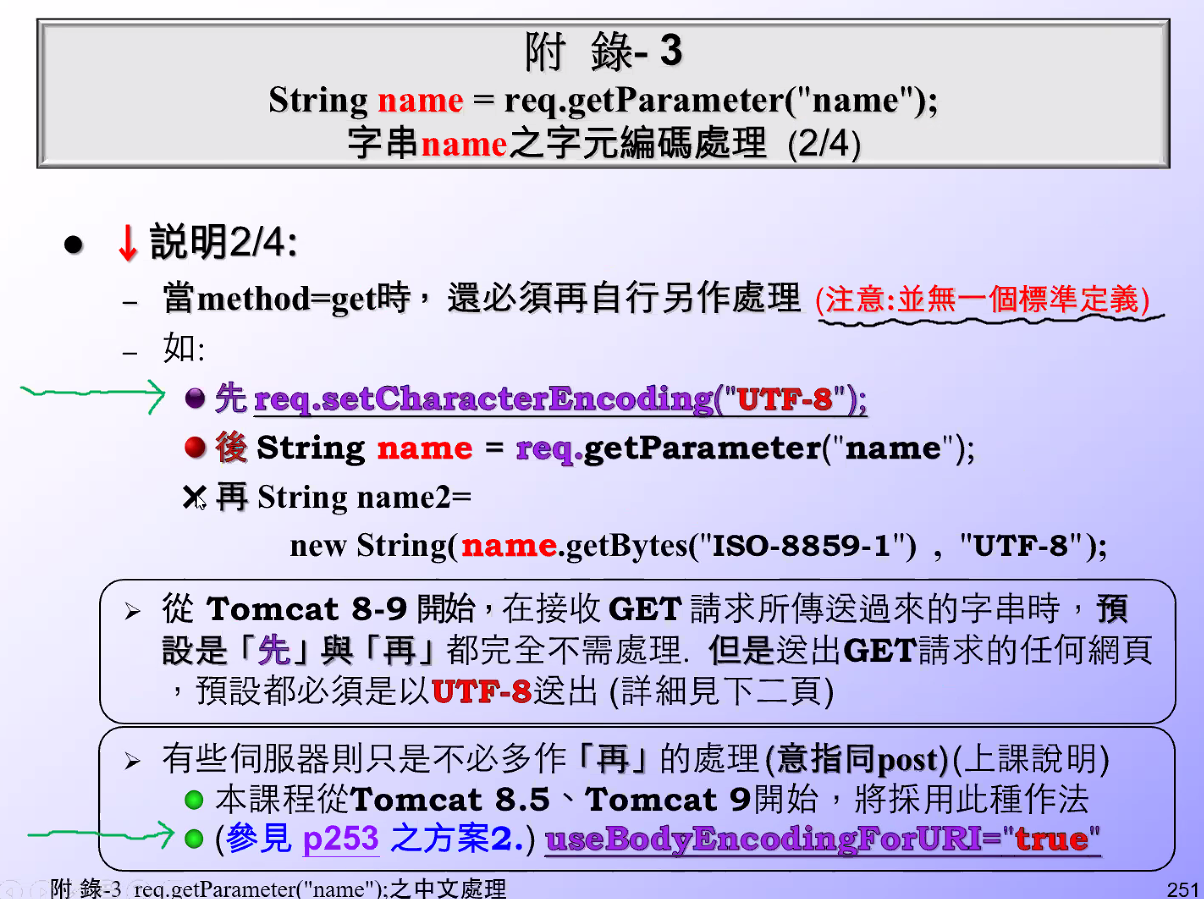 附 錄- 3
String name = req.getParameter("name");
字串name之字元編碼處理 (2/4)
● ↓說明2/4:
– 當method=get時，還必須再自行另作處理 (注意:並無一個標準定義)
– 如:
先 req.setCharacterEncoding("UTF-8");
後 String name = req.getParameter("name");
再 String name2=
new String(name.getBytes("ISO-8859-1") , "UTF-8");
➢ 從 Tomcat 8-9 開始，在接收 GET 請求所傳送過來的字串時，預
設是「先」與「再」都完全不需處理. 但是送出GET請求的任何網頁
，預設都必須是以UTF-8送出 (詳細見下二頁)
➢ 有些伺服器則只是不必多作「再」的處理(意指同post)(上課說明)
本課程從Tomcat 8.5、Tomcat 9開始，將採用此種作法
(參見 p253 之方案2.) useBodyEncodingForURI="true"
附 錄-3 req.getParameter("name");之中文處理
251